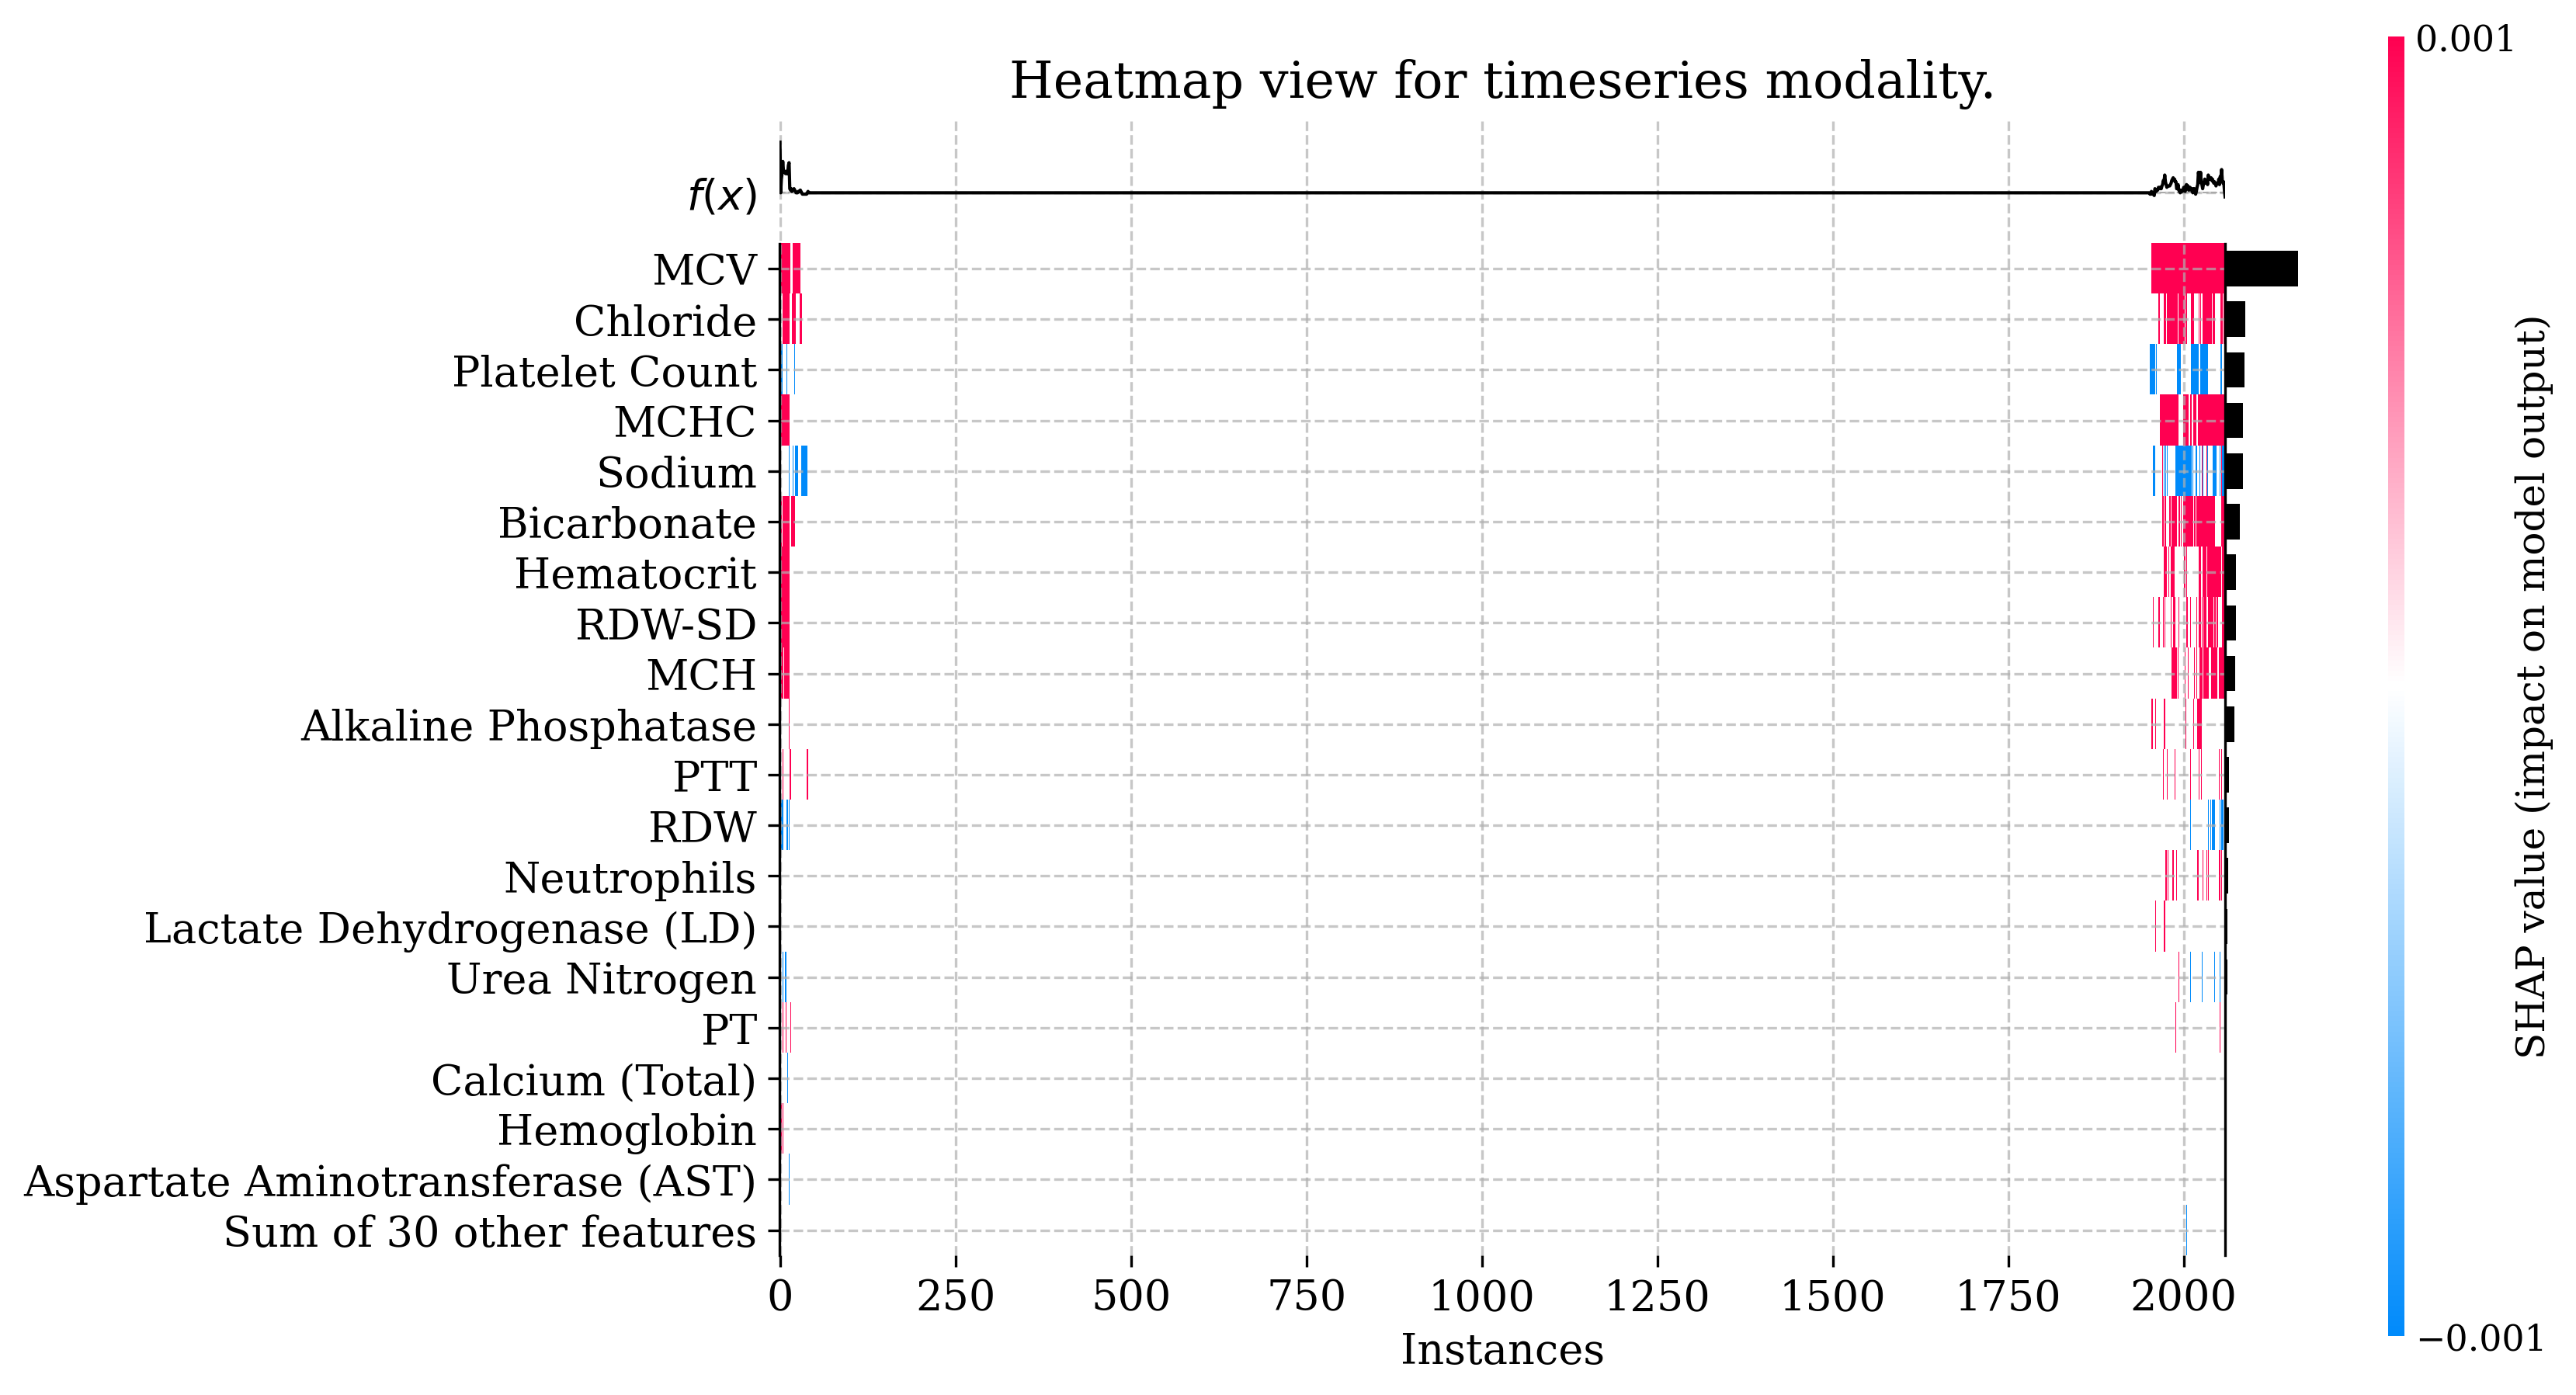 0.001
Heatmap view for timeseries modality.
f(x)
MCV
Chloride
Platelet Count
MCHC
Sodium
Bicarbonate
Hematocrit
RDW-SD
MCH
Alkaline Phosphatase
PTT
RDW
Neutrophils
Lactate Dehydrogenase (LD)
Urea Nitrogen
PT
Calcium (Total)
Hemoglobin
Aspartate Aminotransferase (AST)
Sum of 30 other features
0 250 500 750 1000 1250 1500 1750 2000
Instances
SHAP value (impact on model output)
−0.001